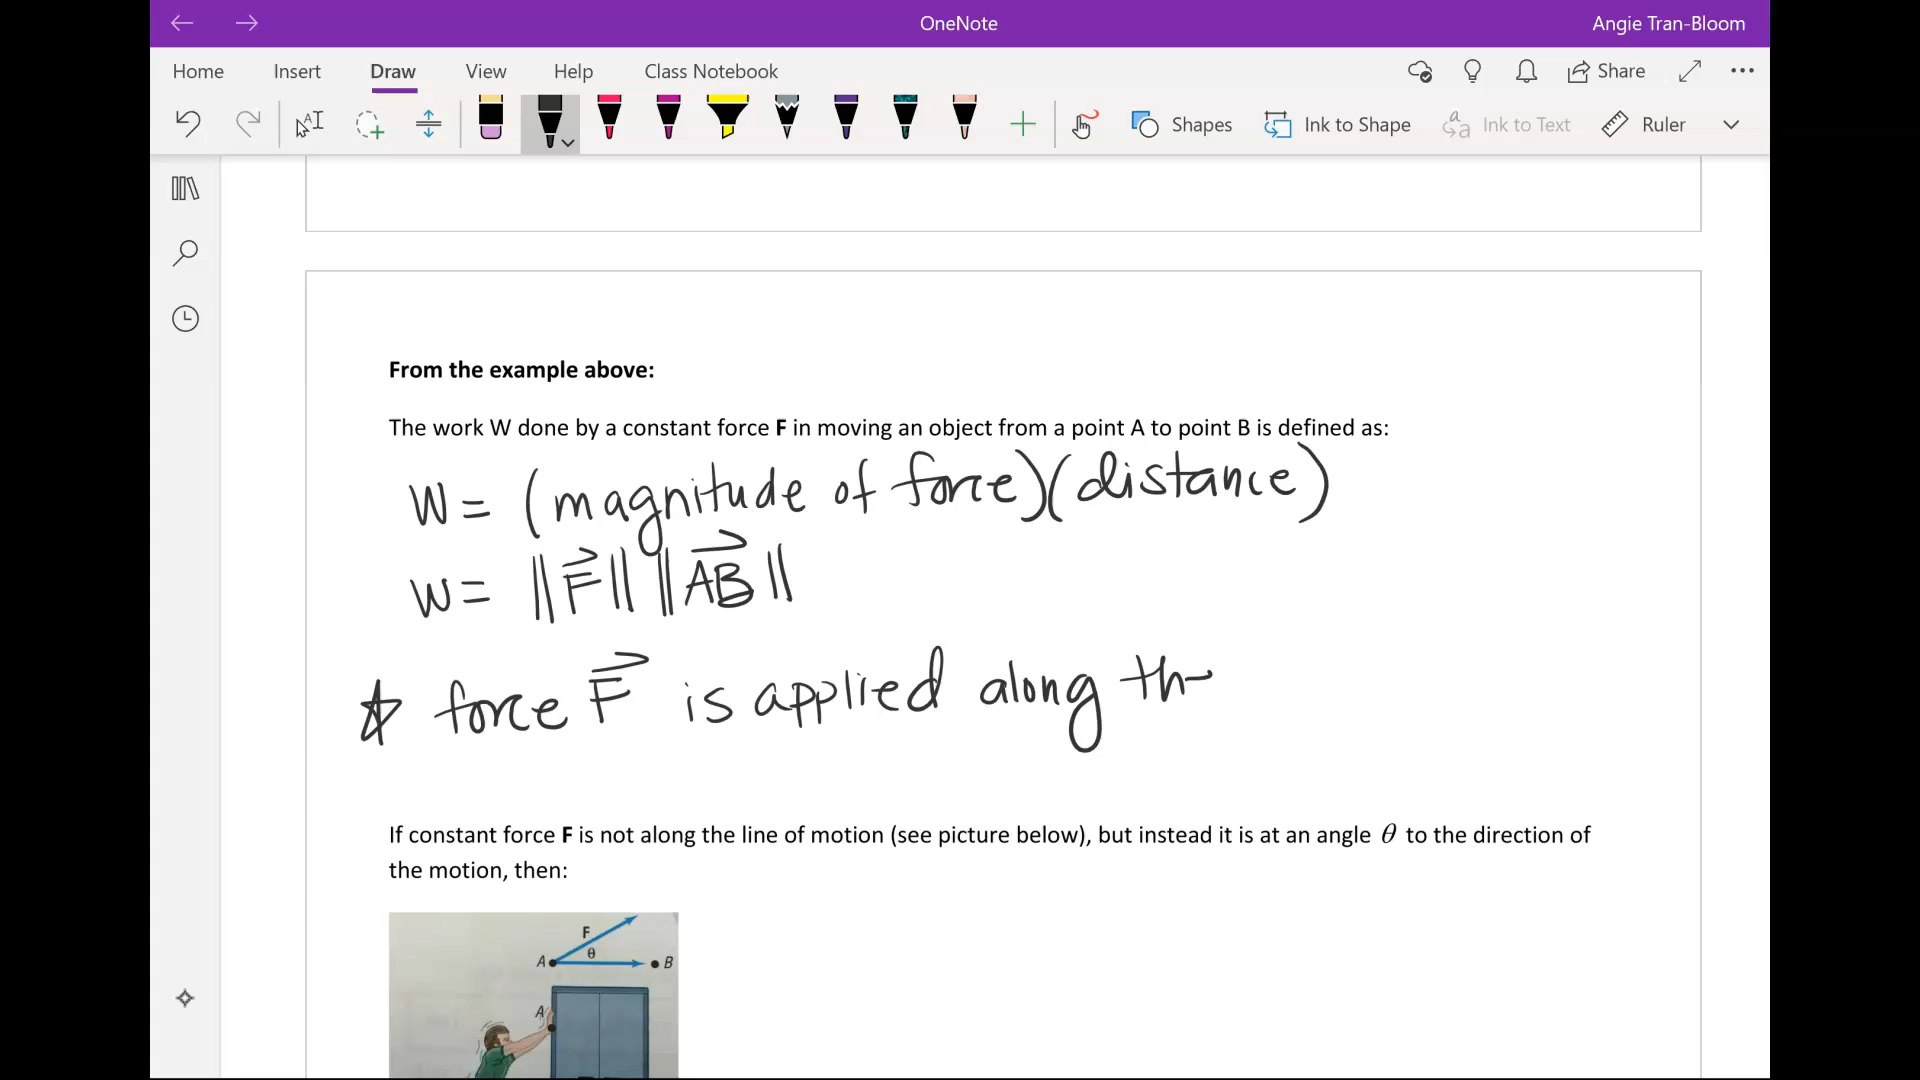 OneNote
Angie Tran-Bloom
Home Insert Draw View Help Class Notebook Share
Shapes Ink to Shape Ink to Text Ruler
From the example above:
The work W done by a constant force F in moving an object from a point A to point B is defined as:
W = (magnitude of force)(distance)
W = ||F⃗|| ||AB⃗||
☆ force F⃗ is applied along th
If constant force F is not along the line of motion (see picture below), but instead it is at an angle θ to the direction of
the motion, then:
F
θ
A B
A